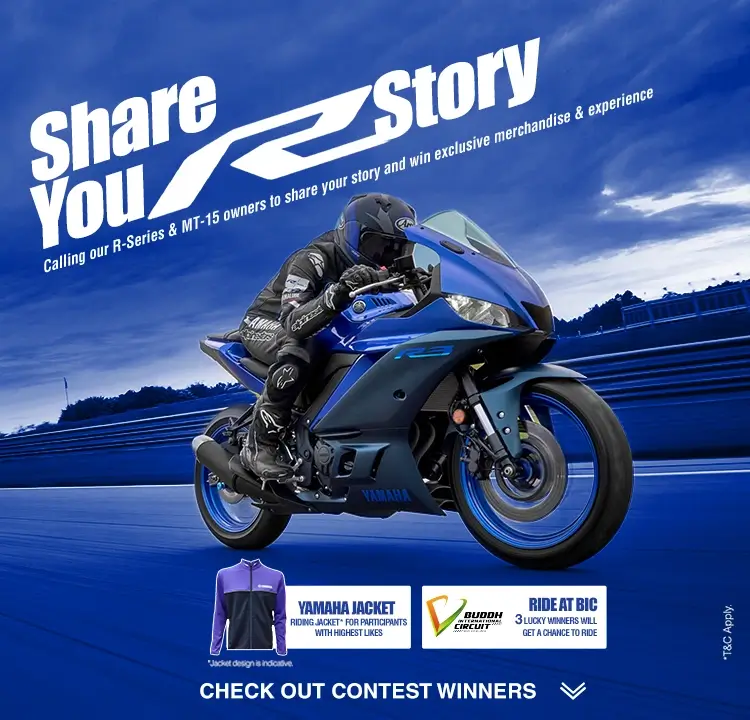 Share
You R Story
Calling our R-Series & MT-15 owners to share your story and win exclusive merchandise & experience
R3
YAMAHA
YAMAHA JACKET
RIDING JACKET* FOR PARTICIPANTS
WITH HIGHEST LIKES
*Jacket design is indicative.
BUDDH
INTERNATIONAL
CIRCUIT
RIDE AT BIC
3 LUCKY WINNERS WILL
GET A CHANCE TO RIDE
*T&C Apply.
CHECK OUT CONTEST WINNERS